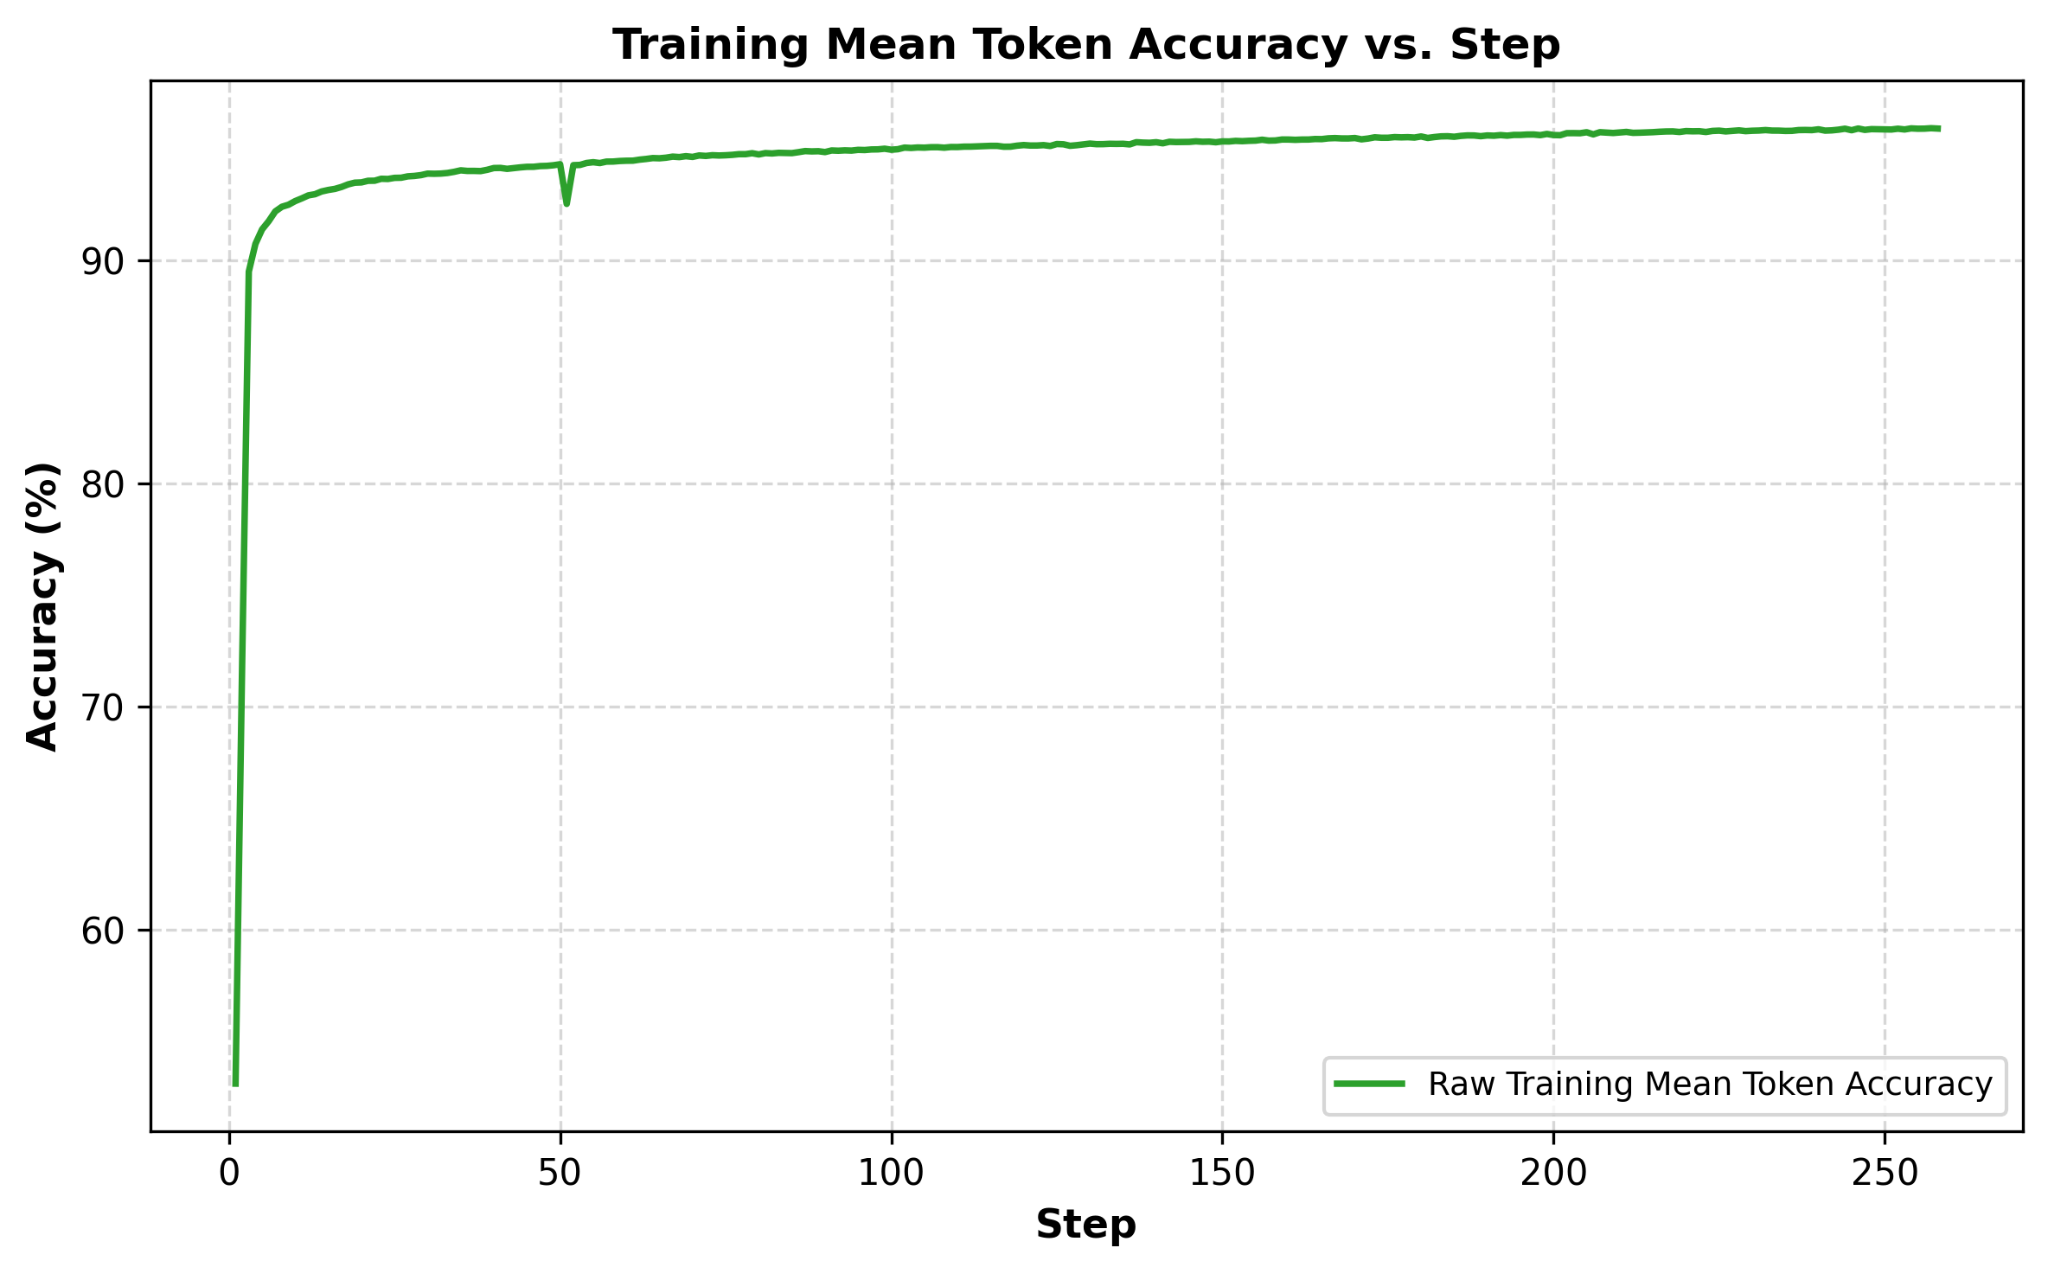 Training Mean Token Accuracy vs. Step
Accuracy (%)
90
80
70
60
0 50 100 150 200 250
Step
Raw Training Mean Token Accuracy